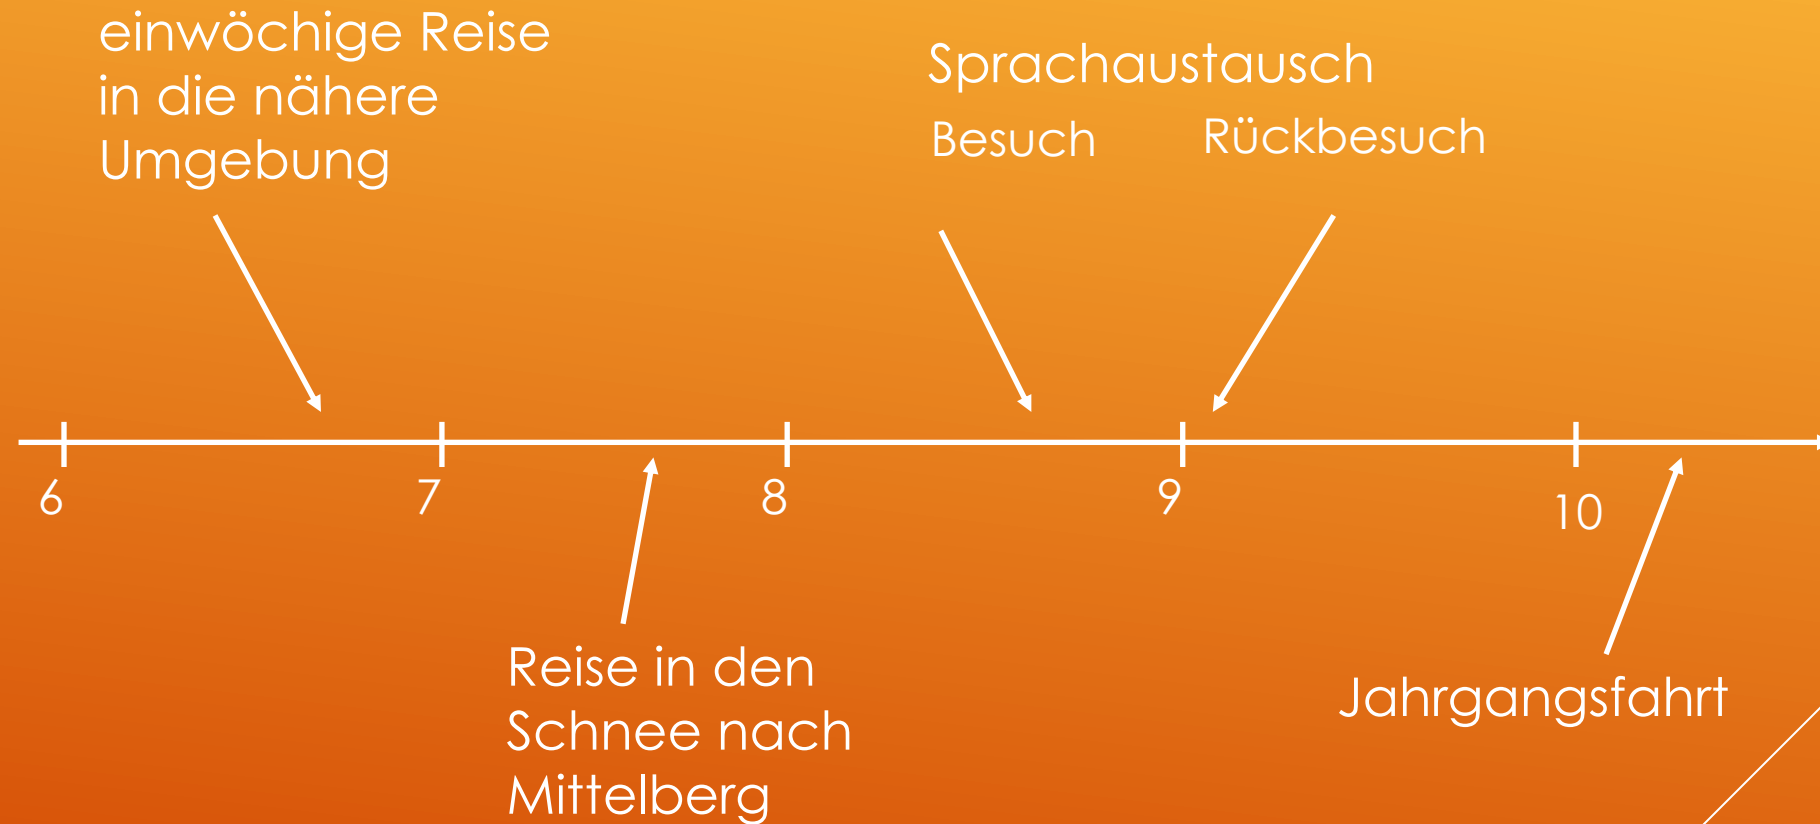 einwöchige Reise
in die nähere
Umgebung
Sprachaustausch
Besuch
Rückbesuch
6
7
8
9
10
Reise in den
Schnee nach
Mittelberg
Jahrgangsfahrt